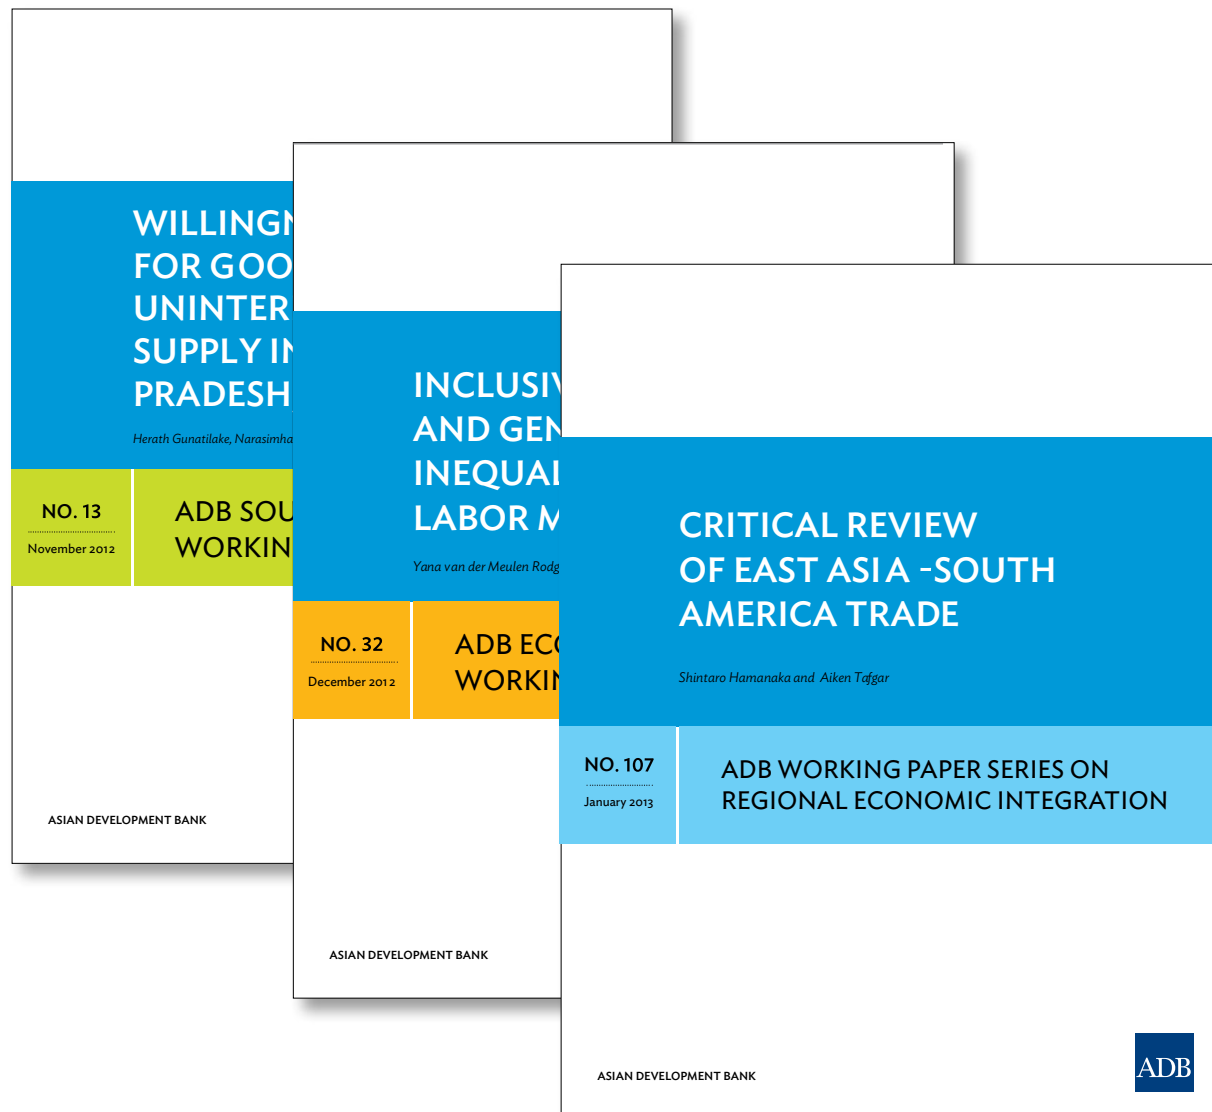 WILLINGN
FOR GOO
UNINTER
SUPPLY IN
PRADESH
Herath Gunatilake, Narasimha
NO. 13
November 2012
ADB SOU
WORKIN
ASIAN DEVELOPMENT BANK
INCLUSIV
AND GEN
INEQUAL
LABOR M
Yana van der Meulen Rodg
NO. 32
December 2012
ADB ECO
WORKIN
ASIAN DEVELOPMENT BANK
CRITICAL REVIEW
OF EAST ASIA -SOUTH
AMERICA TRADE
Shintaro Hamanaka and Aiken Tafgar
NO. 107
January 2013
ADB WORKING PAPER SERIES ON
REGIONAL ECONOMIC INTEGRATION
ASIAN DEVELOPMENT BANK
ADB